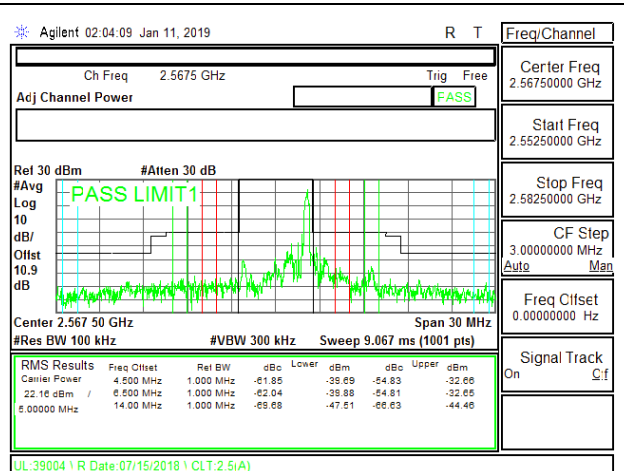 Agilent 02:04:09 Jan 11, 2019 R T
Freq/Channel
Ch Freq 2.5675 GHz Trig Free
Adj Channel Power PASS
Center Freq
2.56750000 GHz
Start Freq
2.55250000 GHz
Stop Freq
2.58250000 GHz
CF Step
3.00000000 MHz
Auto Man
Freq Offset
0.00000000 Hz
Signal Track
On Off
Ref 30 dBm #Atten 30 dB
#Avg
Log
10
dB/
Offst
10.9
dB
PASS LIMIT1
Center 2.567 50 GHz Span 30 MHz
#Res BW 100 kHz #VBW 300 kHz Sweep 9.067 ms (1001 pts)
RMS Results Freq Offset Ref BW dBc Lower dBm dBc Upper dBm
Carrier Power 4.500 MHz 1.000 MHz -61.85 -39.69 -54.83 -32.66
22.16 dBm / 6.500 MHz 1.000 MHz -62.04 -39.88 -54.81 -32.65
5.00000 MHz 14.00 MHz 1.000 MHz -69.68 -47.51 -66.63 -44.46
UL:39004 \ R Date:07/15/2018 \ CLT:2.5(A)